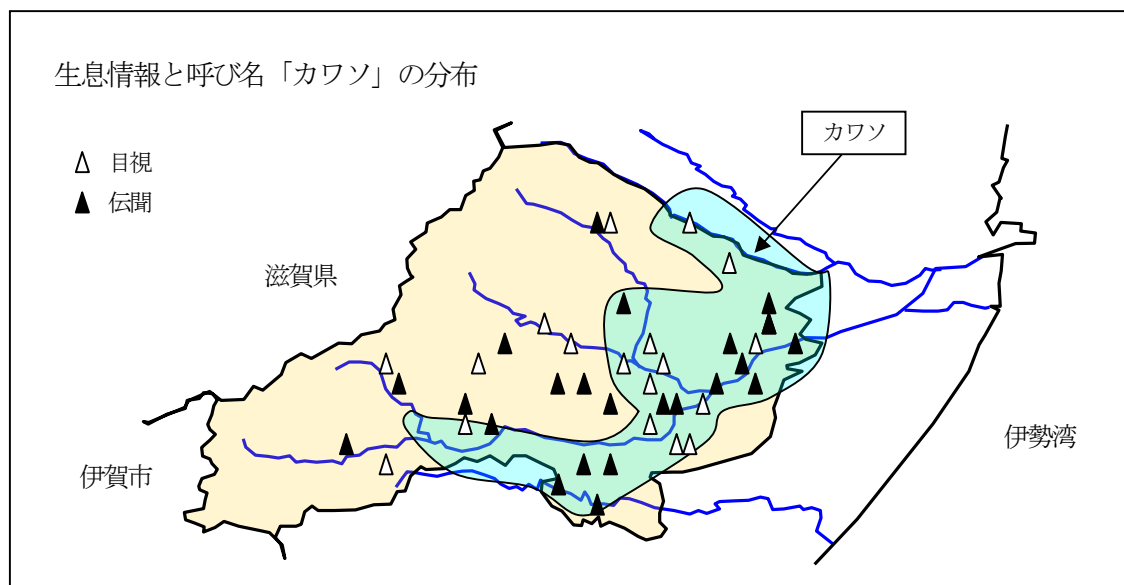 生息情報と呼び名「カワソ」の分布
カワソ
目視
伝聞
滋賀県
伊勢湾
伊賀市